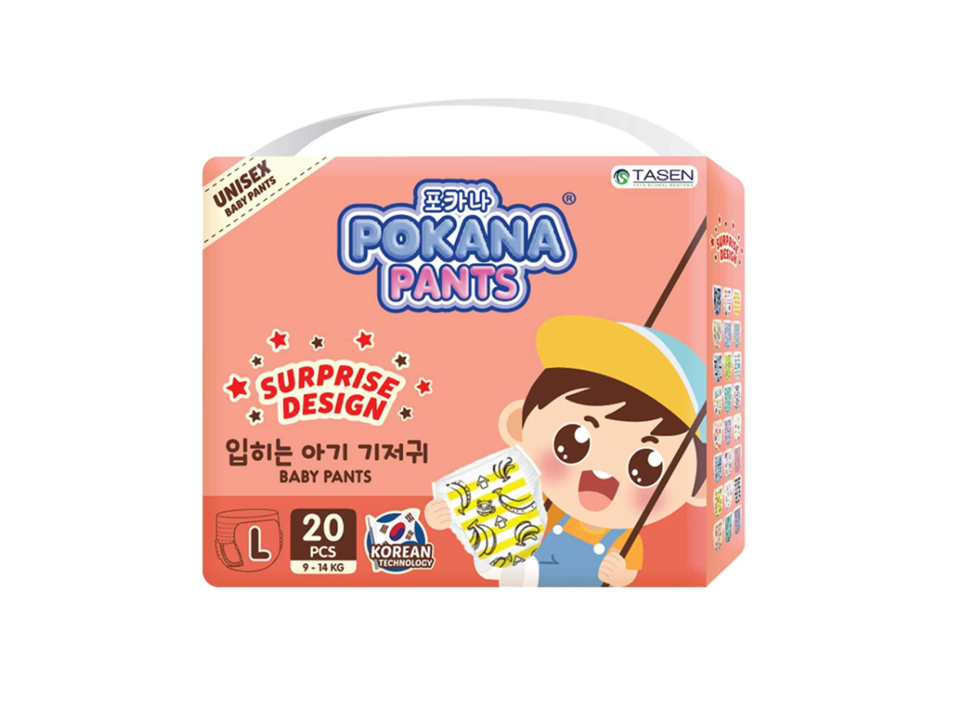 UNISEX
BABY PANTS
TASEN
포카나
POKANA
®
PANTS
SURPRISE
DESIGN
SURPRISE
DESIGN
입히는 아기 기저귀
BABY PANTS
L
20
PCS
9 - 14 KG
KOREAN
TECHNOLOGY